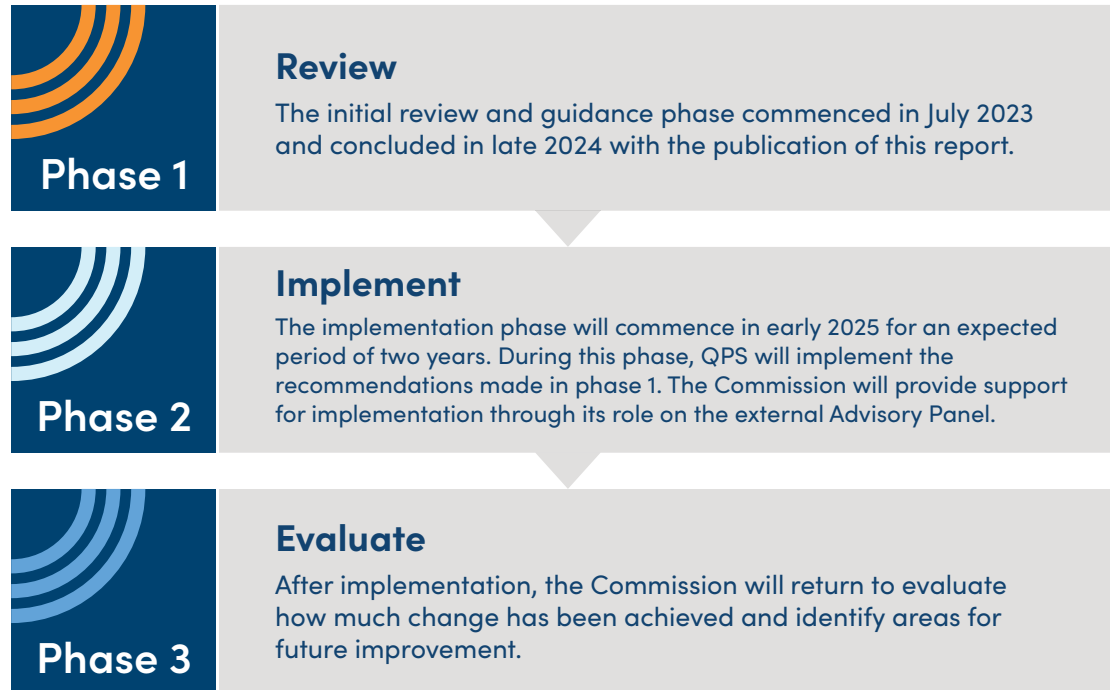 Phase 1
Review
The initial review and guidance phase commenced in July 2023
and concluded in late 2024 with the publication of this report.
Phase 2
Implement
The implementation phase will commence in early 2025 for an expected
period of two years. During this phase, QPS will implement the
recommendations made in phase 1. The Commission will provide support
for implementation through its role on the external Advisory Panel.
Phase 3
Evaluate
After implementation, the Commission will return to evaluate
how much change has been achieved and identify areas for
future improvement.